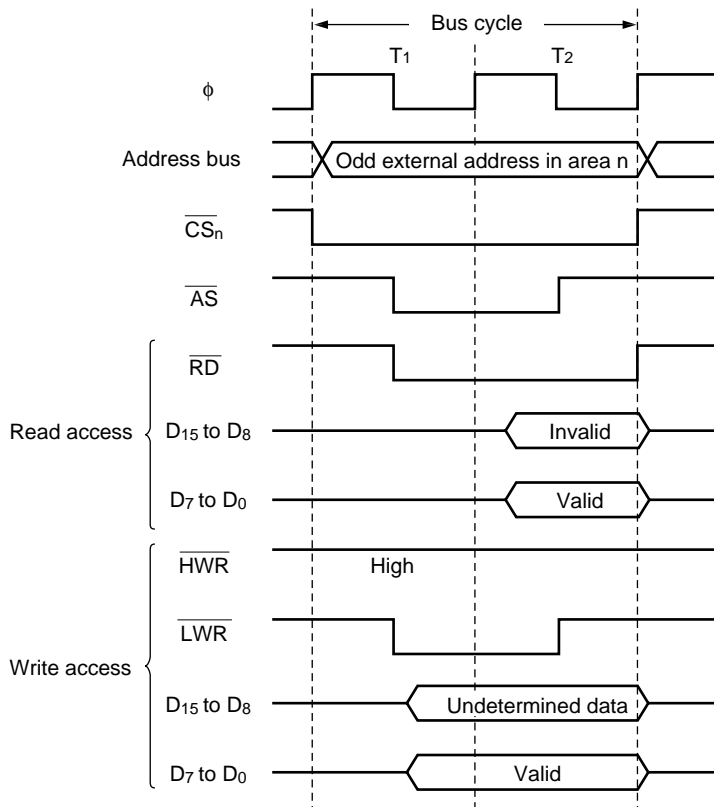 Bus cycle
T1 T2
ϕ
Address bus Odd external address in area n
CSn
AS
RD
Read access
D15 to D8 Invalid
D7 to D0 Valid
HWR High
LWR
Write access
D15 to D8 Undetermined data
D7 to D0 Valid